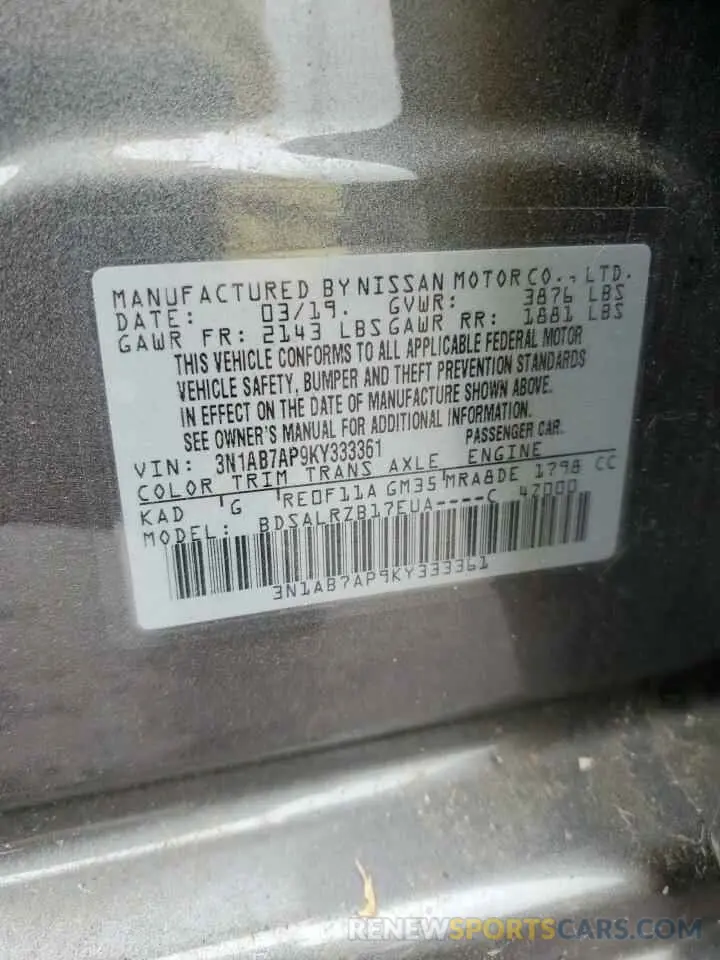 MANUFACTURED BY NISSAN MOTOR CO., LTD.
DATE: 03/19. GVWR: 3876 LBS
GAWR FR: 2143 LBS GAWR RR: 1881 LBS
THIS VEHICLE CONFORMS TO ALL APPLICABLE FEDERAL MOTOR
VEHICLE SAFETY, BUMPER AND THEFT PREVENTION STANDARDS
IN EFFECT ON THE DATE OF MANUFACTURE SHOWN ABOVE.
SEE OWNER'S MANUAL FOR ADDITIONAL INFORMATION.
VIN: 3N1AB7AP9KY333361 PASSENGER CAR.
COLOR TRIM TRANS AXLE ENGINE
KAD G RE0F11A GM35 MRA8DE 1798 CC
MODEL: BDSALRZB17EUA----C 47000
3N1AB7AP9KY333361
RENEWSPORTSCARS.COM